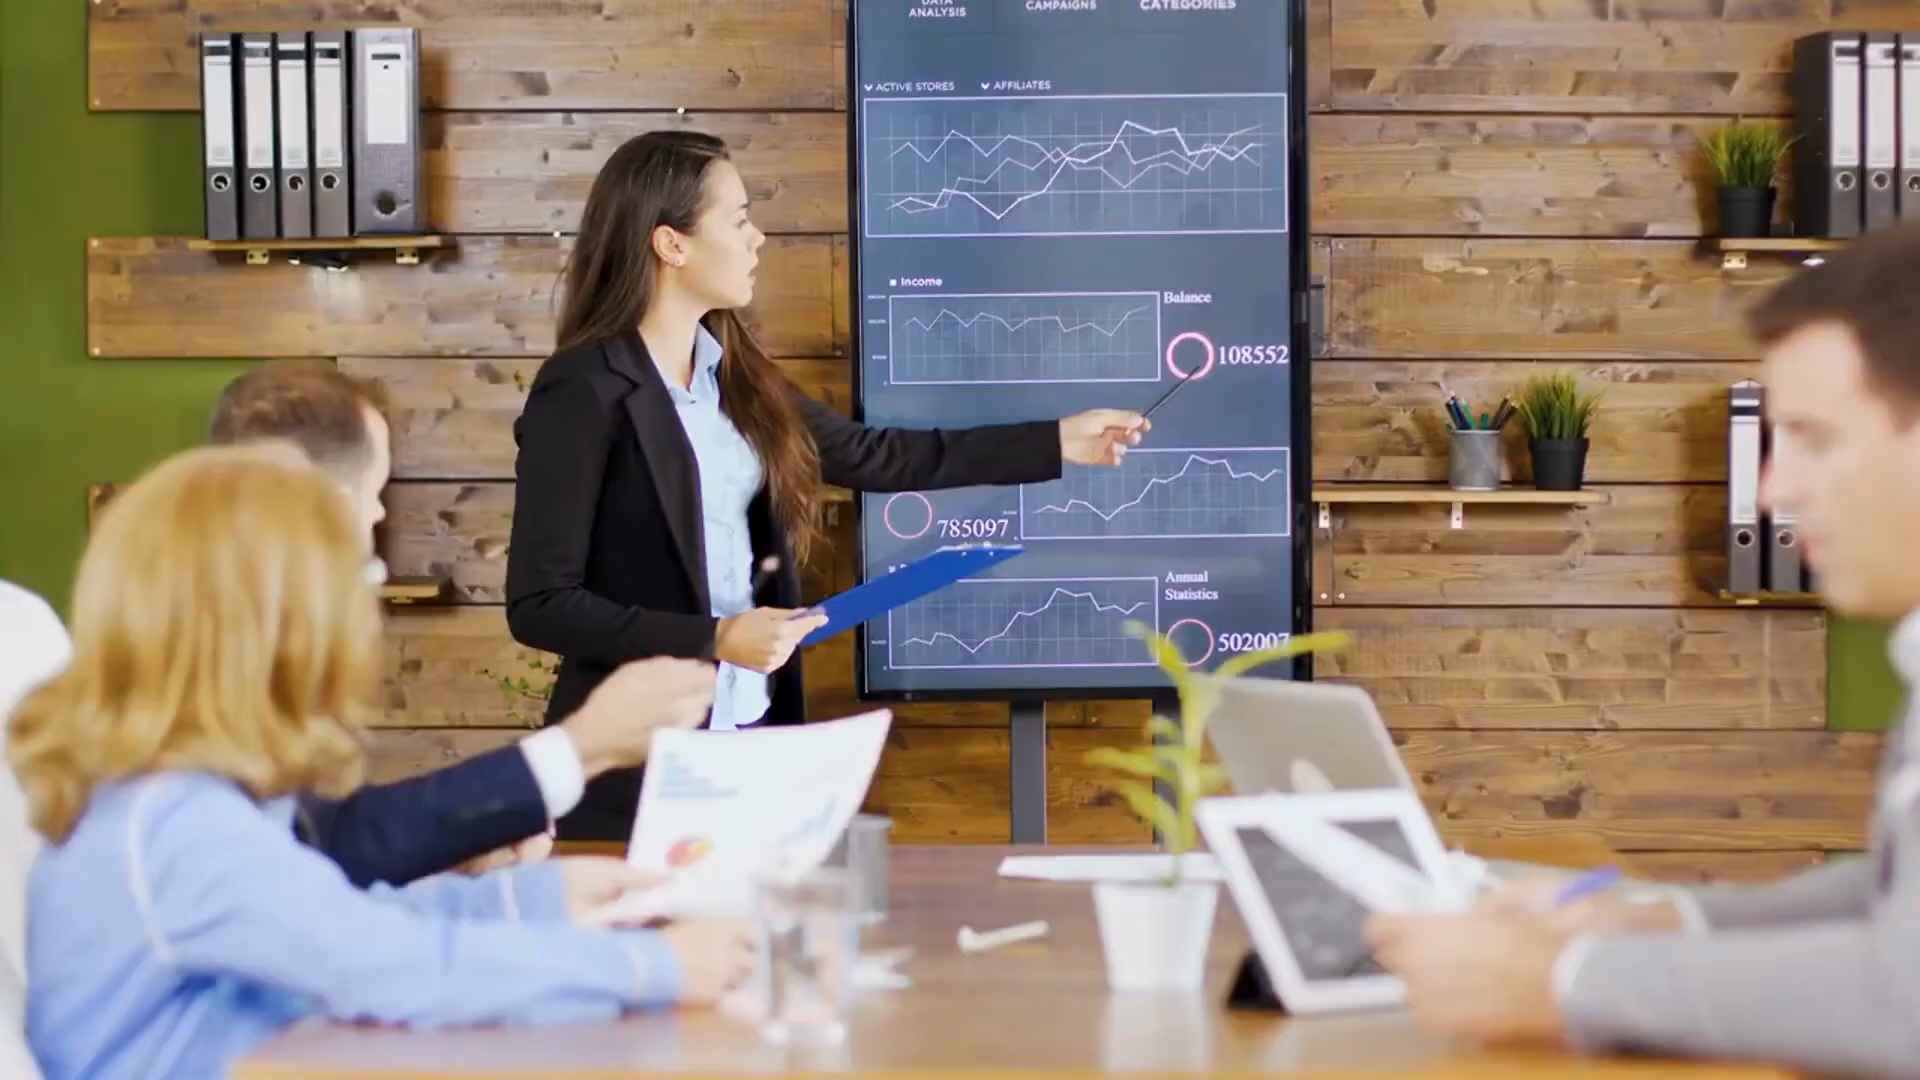 DATA
ANALYSIS
CAMPAIGNS
CATEGORIES
ACTIVE STORES
AFFILIATES
Income
Balance
108552
785097
Annual
Statistics
502007